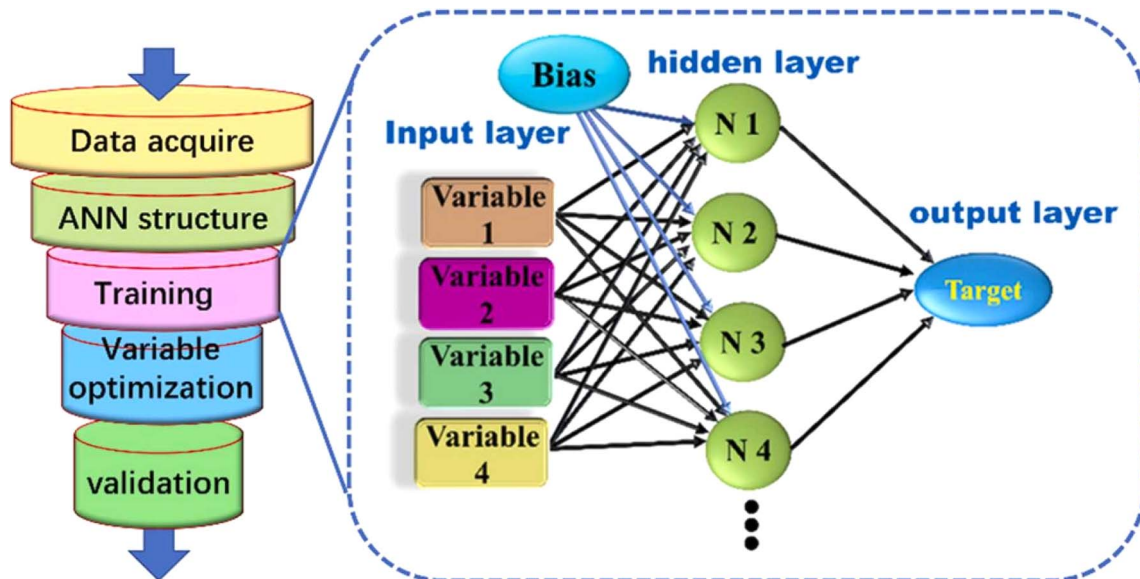 Data acquire
ANN structure
Training
Variable
optimization
validation
Bias
hidden layer
Input layer
Variable
1
Variable
2
Variable
3
Variable
4
N 1
N 2
N 3
N 4
output layer
Target